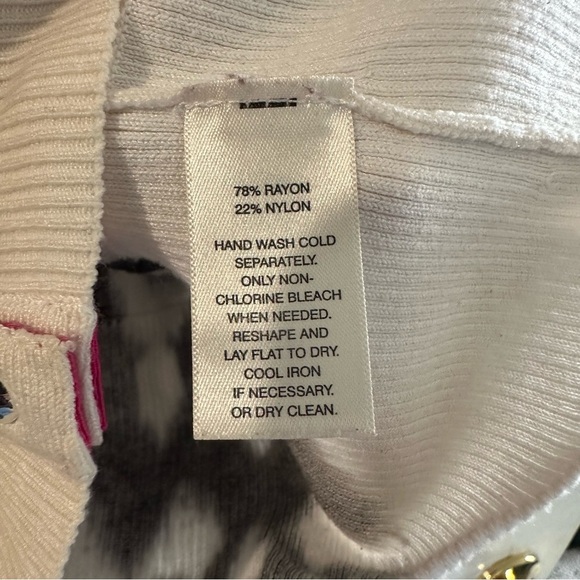 78% RAYON
22% NYLON
HAND WASH COLD
SEPARATELY.
ONLY NON-
CHLORINE BLEACH
WHEN NEEDED.
RESHAPE AND
LAY FLAT TO DRY.
COOL IRON
IF NECESSARY.
OR DRY CLEAN.